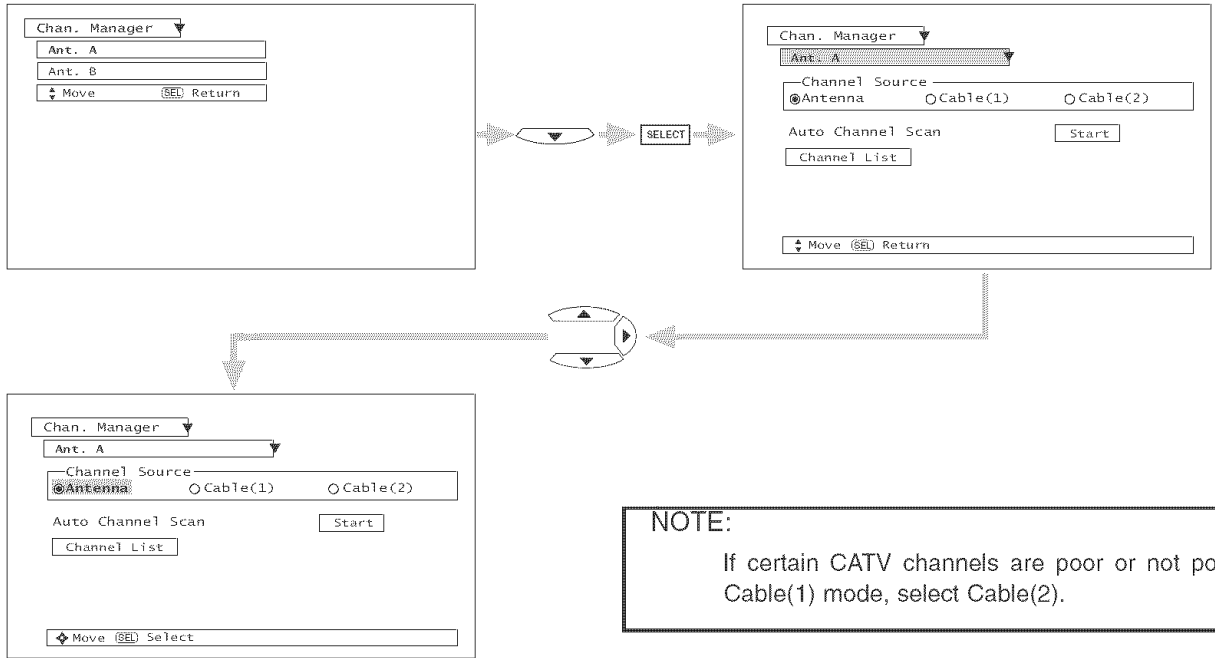 Chan. Manager
Ant. A
Ant. B
Move SEL Return
SELECT
Chan. Manager
Ant. A
Channel Source
Antenna Cable(1) Cable(2)
Auto Channel Scan Start
Channel List
Move SEL Return
Chan. Manager
Ant. A
Channel Source
Antenna Cable(1) Cable(2)
Auto Channel Scan Start
Channel List
Move SEL Select
NOTE:
If certain CATV channels are poor or not po
Cable(1) mode, select Cable(2).